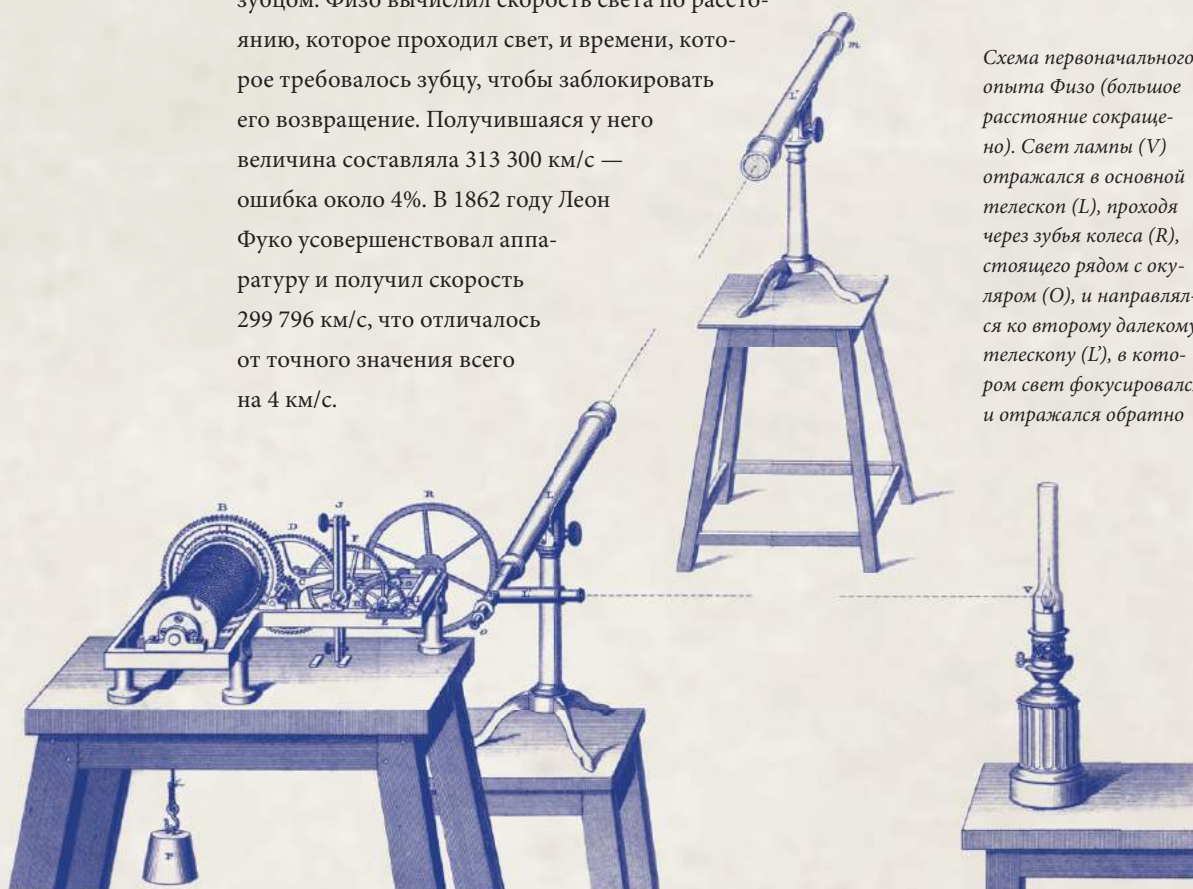 зубцом. Физо вычислил скорость света по рассто-
янию, которое проходил свет, и времени, кото-
рое требовалось зубцу, чтобы заблокировать
его возвращение. Получившаяся у него
величина составляла 313 300 км/с —
ошибка около 4%. В 1862 году Леон
Фуко усовершенствовал аппа-
ратуру и получил скорость
299 796 км/с, что отличалось
от точного значения всего
на 4 км/с.
Схема первоначального
опыта Физо (большое
расстояние сокраще-
но). Свет лампы (V)
отражался в основной
телескоп (L), проходя
через зубья колеса (R),
стоящего рядом с оку-
ляром (O), и направлял-
ся ко второму далекому
телескопу (L’), в кото-
ром свет фокусировался
и отражался обратно
m
L'
B
D
J
F
R
L
L'
O
V
P